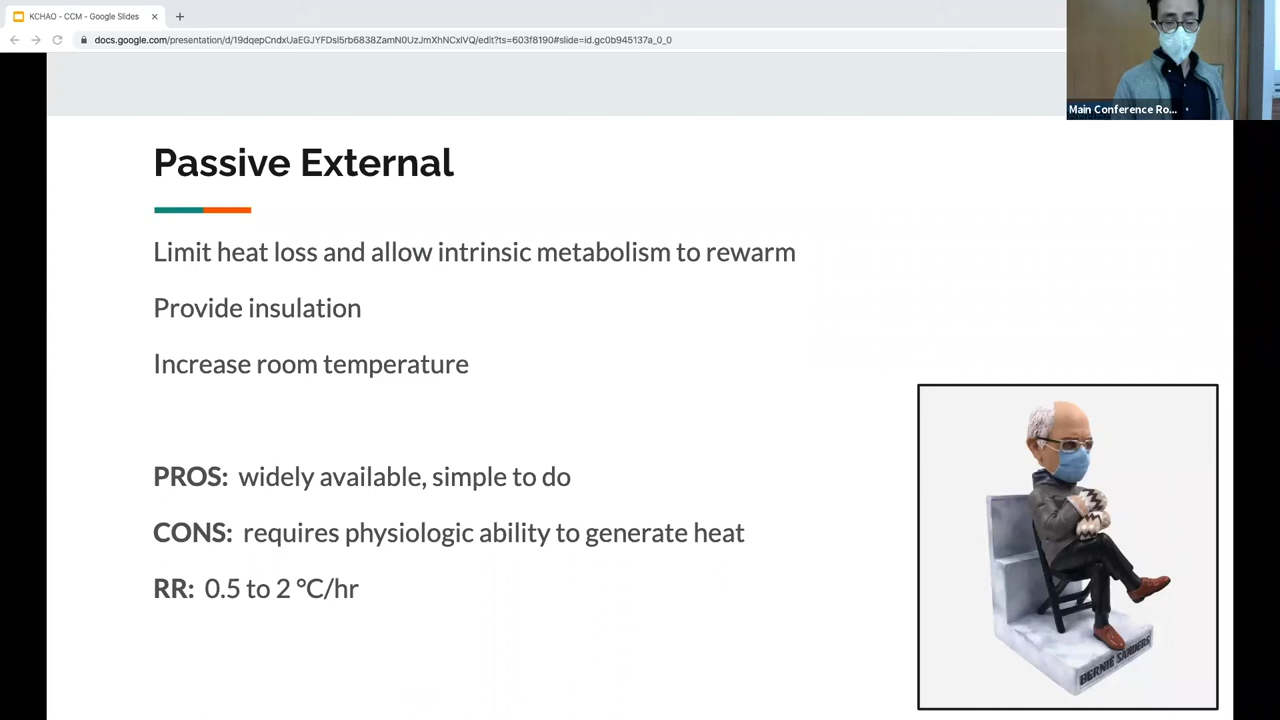 KCHAO - CCM - Google Slides
docs.google.com/presentation/d/19dqepCndxUaEGJYFDsl5rb6838ZamN0UzJmXhNCxlVQ/edit?ts=603f8190#slide=id.gc0b945137a_0_0
Main Conference Ro...
Passive External
Limit heat loss and allow intrinsic metabolism to rewarm
Provide insulation
Increase room temperature
PROS: widely available, simple to do
CONS: requires physiologic ability to generate heat
RR: 0.5 to 2 °C/hr
BERNIE SANDERS